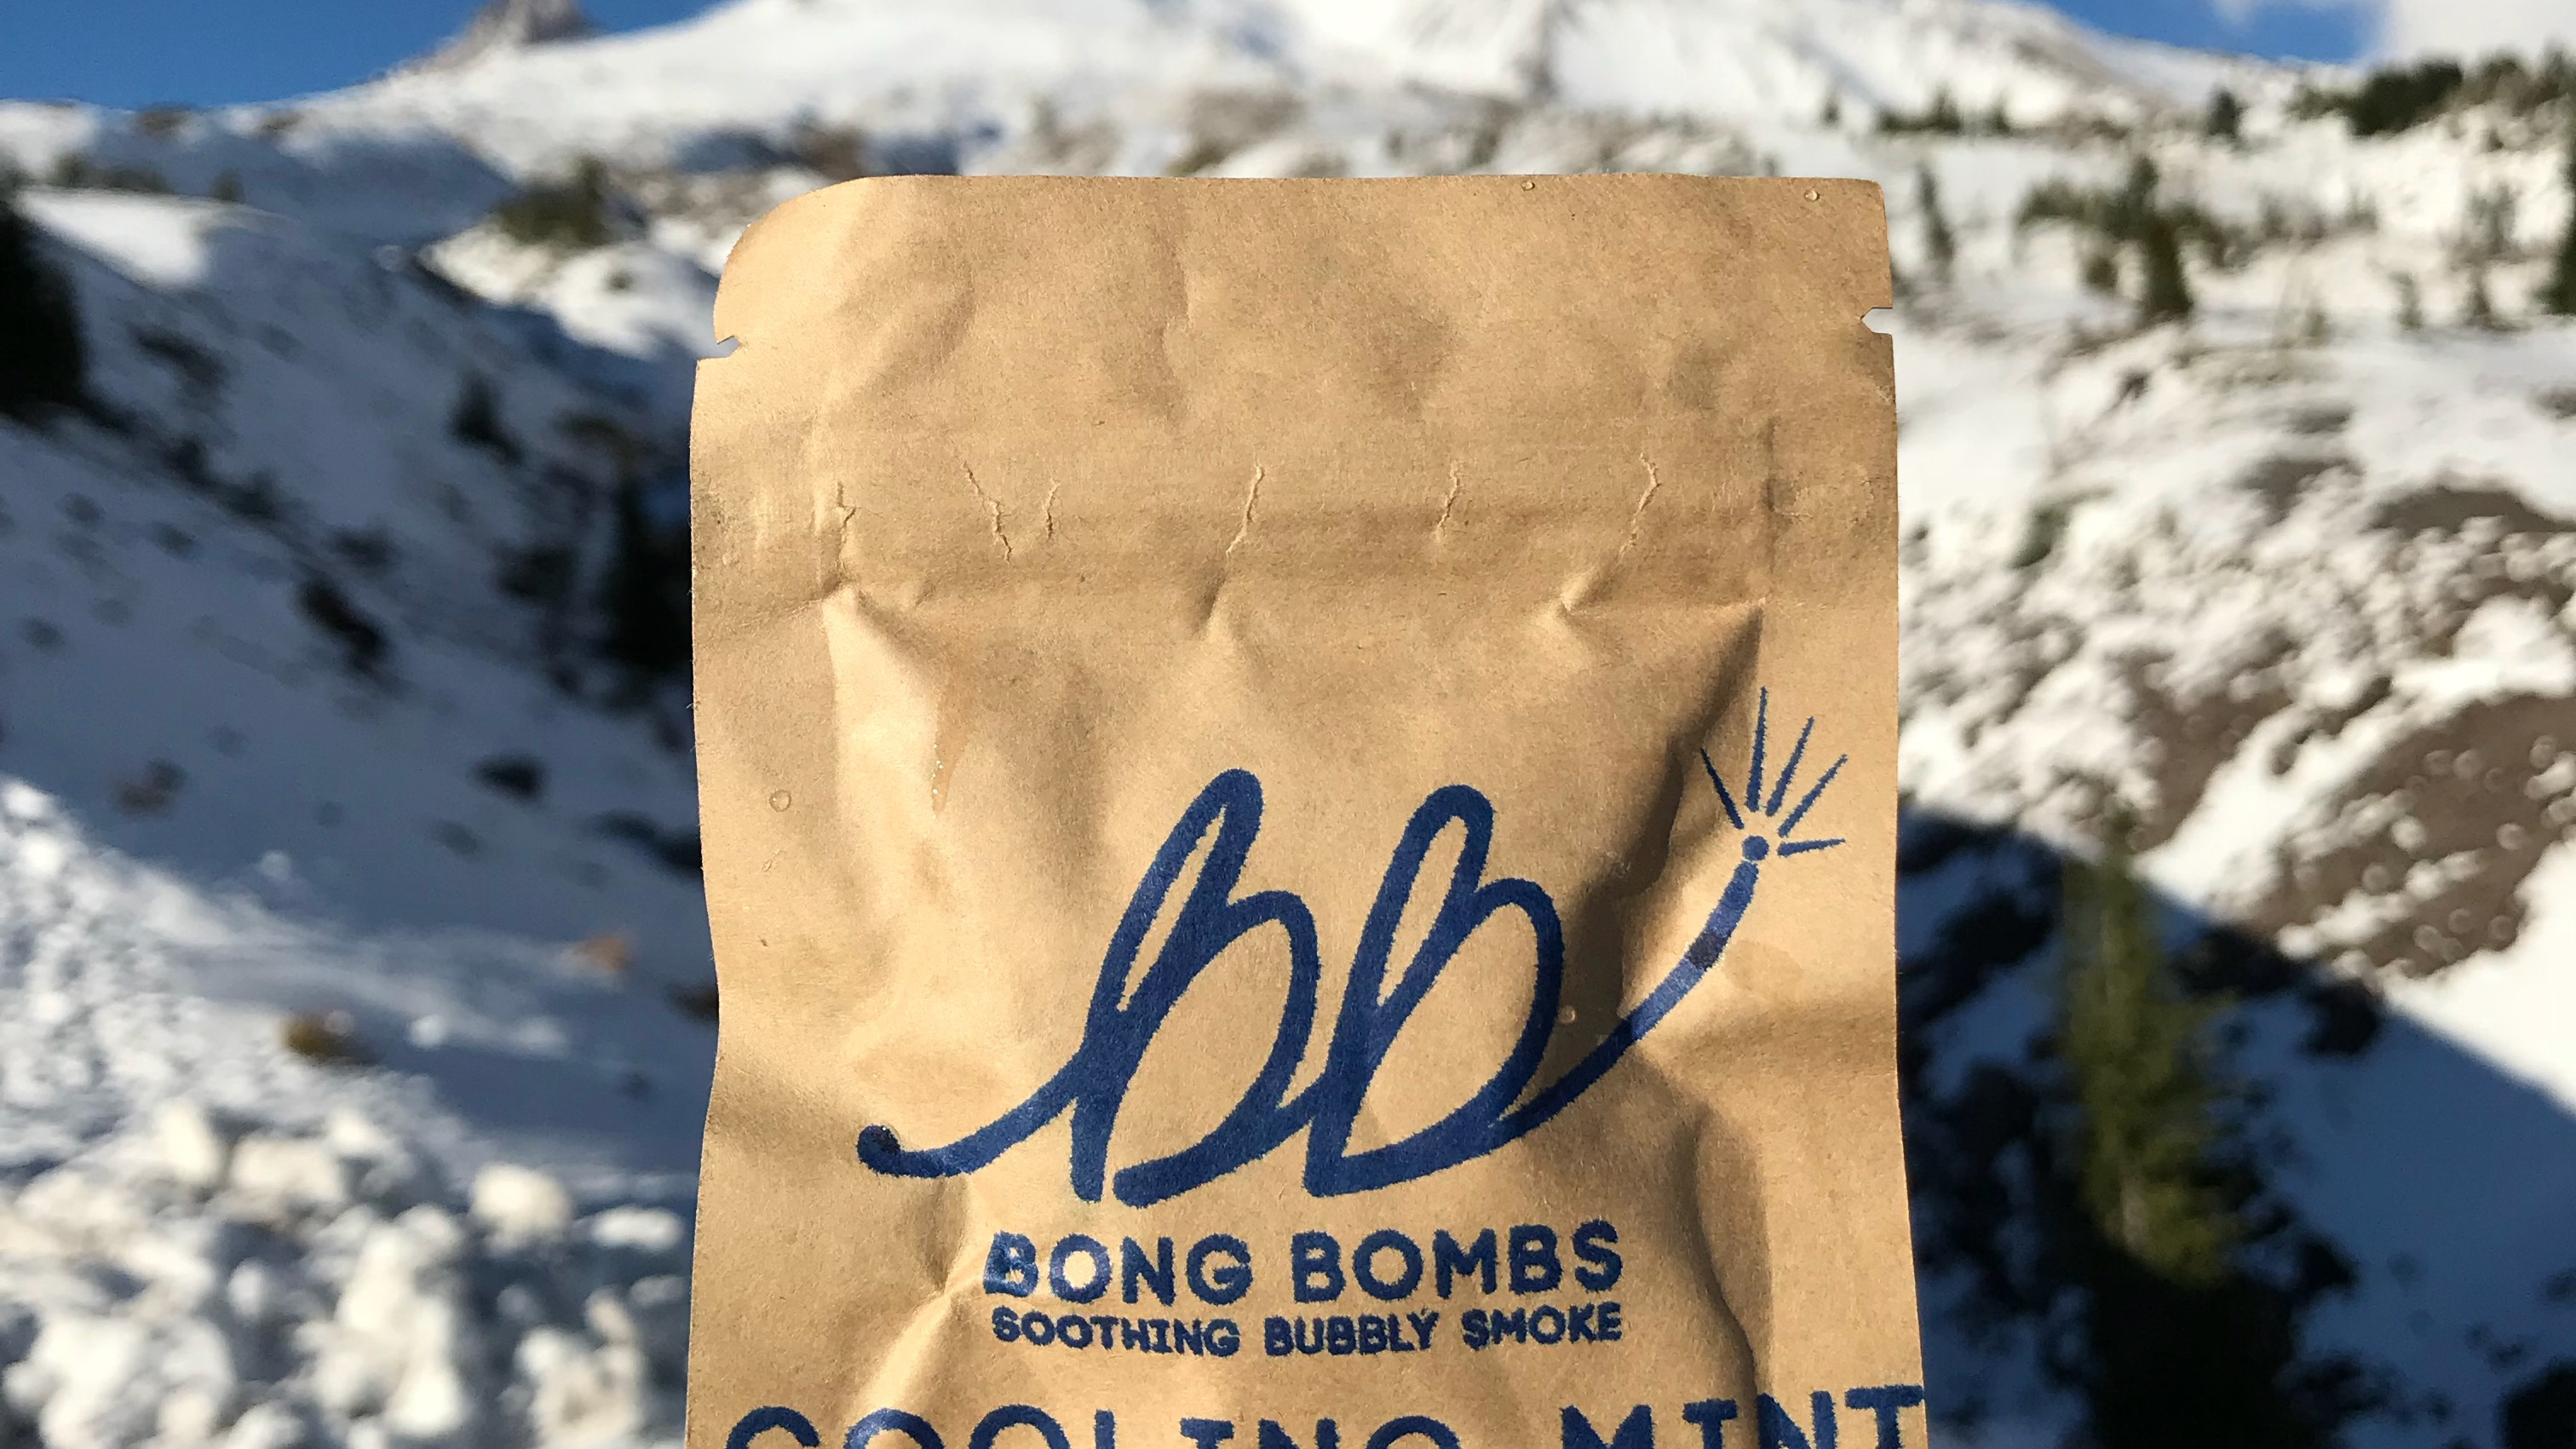 BB
BONG BOMBS
SOOTHING BUBBLY SMOKE
COOLING MINT